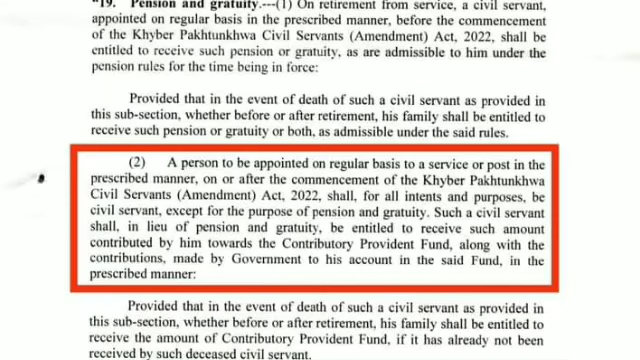 "19. Pension and gratuity.---(1) On retirement from service, a civil servant,
appointed on regular basis in the prescribed manner, before the commencement
of the Khyber Pakhtunkhwa Civil Servants (Amendment) Act, 2022, shall be
entitled to receive such pension or gratuity, as are admissible to him under the
pension rules for the time being in force:
Provided that in the event of death of such a civil servant as provided in
this sub-section, whether before or after retirement, his family shall be entitled to
receive such pension or gratuity or both, as admissible under the said rules.
(2) A person to be appointed on regular basis to a service or post in the
prescribed manner, on or after the commencement of the Khyber Pakhtunkhwa
Civil Servants (Amendment) Act, 2022, shall, for all intents and purposes, be
civil servant, except for the purpose of pension and gratuity. Such a civil servant
shall, in lieu of pension and gratuity, be entitled to receive such amount
contributed by him towards the Contributory Provident Fund, along with the
contributions, made by Government to his account in the said Fund, in the
prescribed manner:
Provided that in the event of death of such a civil servant as provided in
this sub-section, whether before or after retirement, his family shall be entitled to
receive the amount of Contributory Provident Fund, if it has already not been
received by such deceased civil servant.